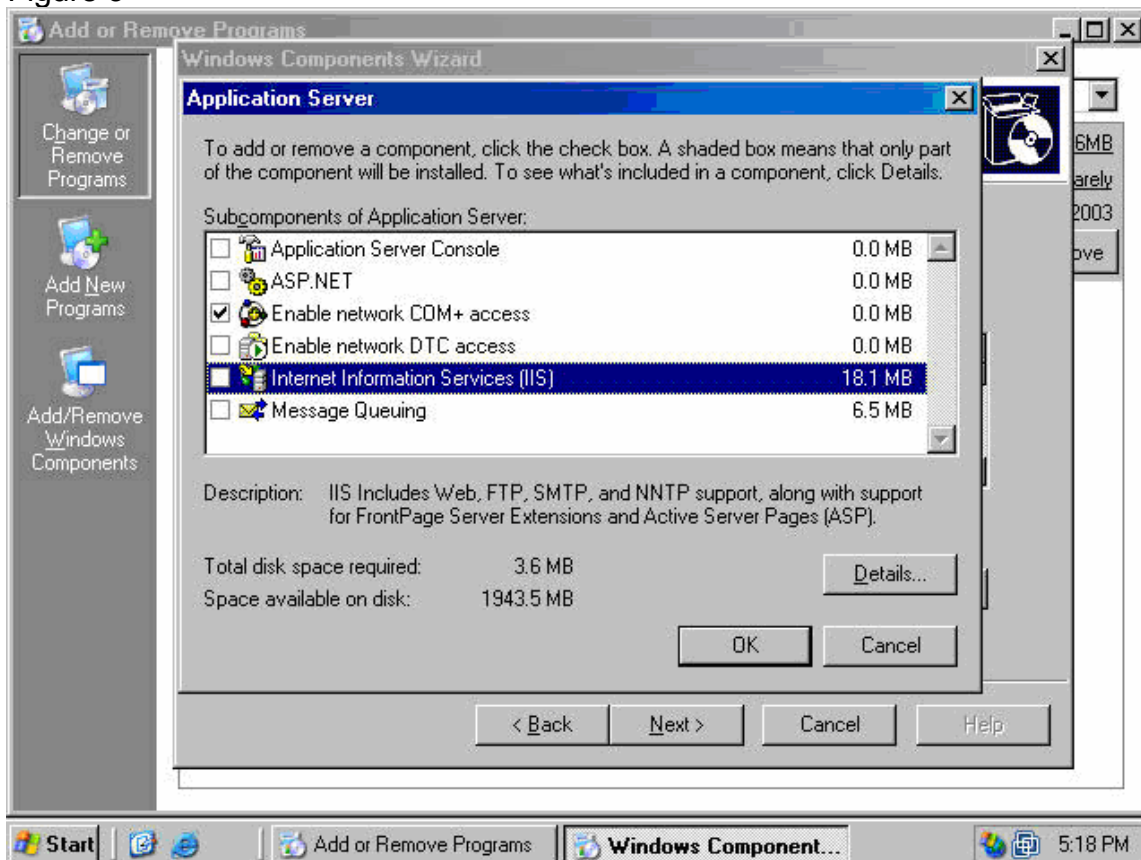 Add or Remove Programs
Windows Components Wizard
Application Server
Change or
Remove
Programs
Add New
Programs
Add/Remove
Windows
Components
To add or remove a component, click the check box. A shaded box means that only part
of the component will be installed. To see what's included in a component, click Details.
Subcomponents of Application Server:
Application Server Console 0.0 MB
ASP.NET 0.0 MB
Enable network COM+ access 0.0 MB
Enable network DTC access 0.0 MB
Internet Information Services (IIS) 18.1 MB
Message Queuing 6.5 MB
Description: IIS Includes Web, FTP, SMTP, and NNTP support, along with support
for FrontPage Server Extensions and Active Server Pages (ASP).
Total disk space required: 3.6 MB
Space available on disk: 1943.5 MB
Details...
OK Cancel
< Back Next > Cancel Help
6MB
arely
2003
ove
Start Add or Remove Programs Windows Component... 5:18 PM